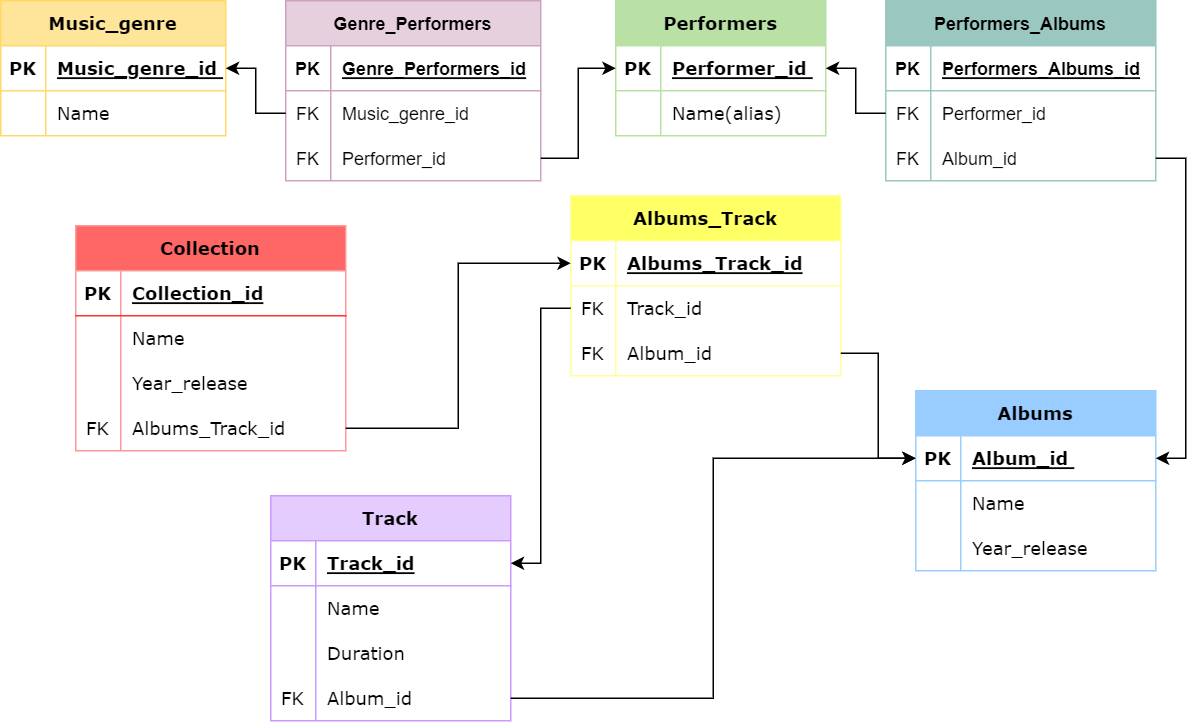 Music_genre
PK Music_genre_id
Name
Genre_Performers
PK Genre_Performers_id
FK Music_genre_id
FK Performer_id
Performers
PK Performer_id
Name(alias)
Performers_Albums
PK Performers_Albums_id
FK Performer_id
FK Album_id
Collection
PK Collection_id
Name
Year_release
FK Albums_Track_id
Albums_Track
PK Albums_Track_id
FK Track_id
FK Album_id
Albums
PK Album_id
Name
Year_release
Track
PK Track_id
Name
Duration
FK Album_id